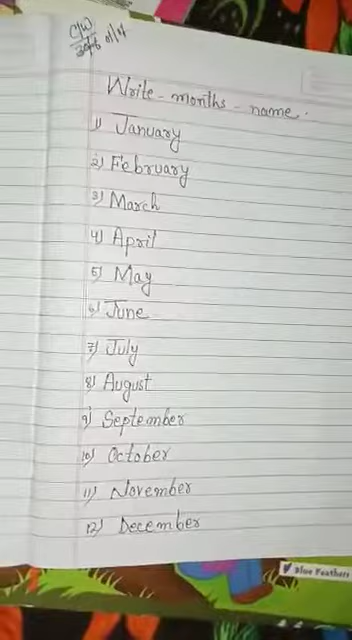 C/W
Write - months - name.
1) January
2) February
3) March
4) April
5) May
6) June
7) July
8) August
9) September
10) October
11) November
12) December
Blue Feathers